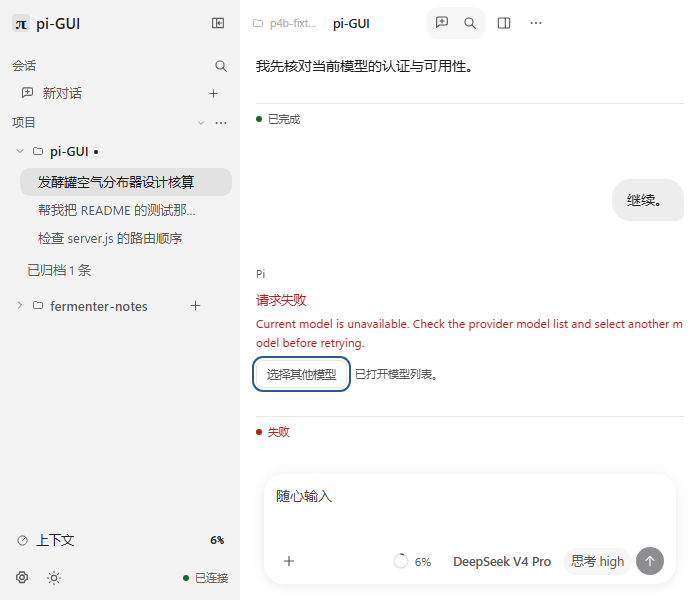 π pi-GUI
会话
新对话
项目
pi-GUI
发酵罐空气分布器设计核算
帮我把 README 的测试那...
检查 server.js 的路由顺序
已归档 1 条
fermenter-notes
上下文 6%
已连接
p4b-fixt... / pi-GUI
我先核对当前模型的认证与可用性。
已完成
继续。
Pi
请求失败
Current model is unavailable. Check the provider model list and select another m
odel before retrying.
选择其他模型 已打开模型列表。
失败
随心输入
6% DeepSeek V4 Pro 思考 high